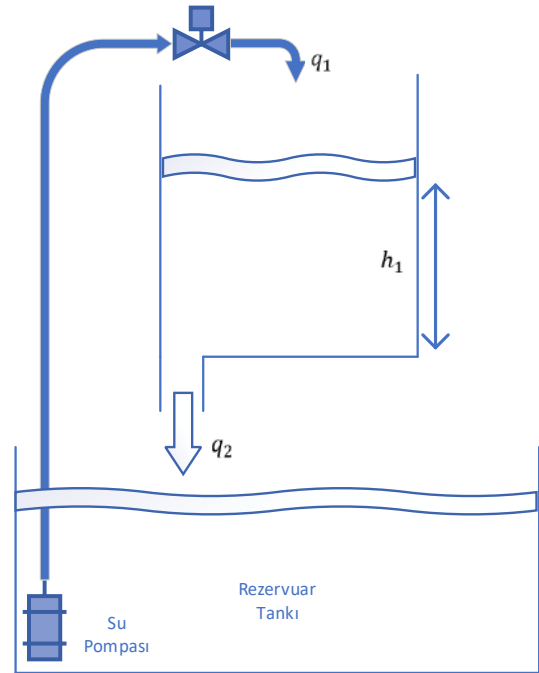 q₁
h₁
q₂
Rezervuar
Tankı
Su
Pompası